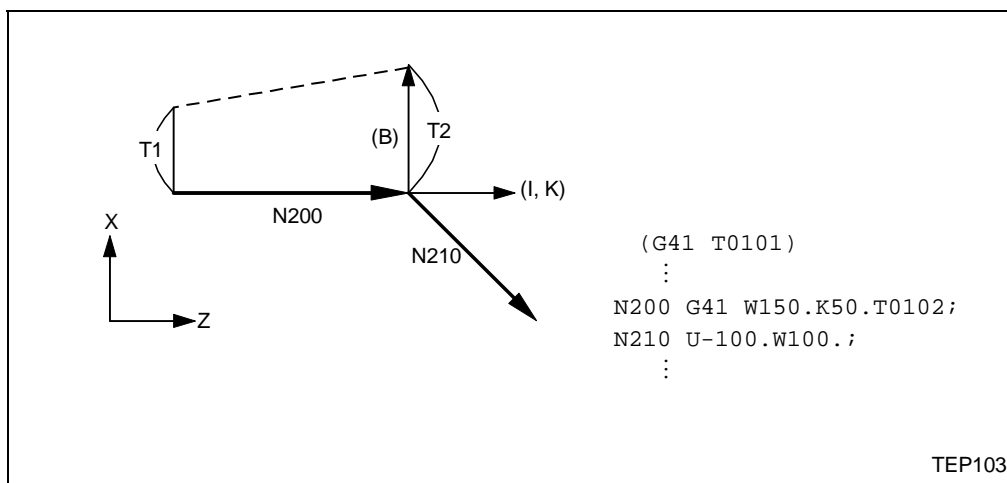 T1
(B)
T2
(I, K)
N200
X
N210
Z
(G41 T0101)
⋮
N200 G41 W150.K50.T0102;
N210 U-100.W100.;
⋮
TEP103